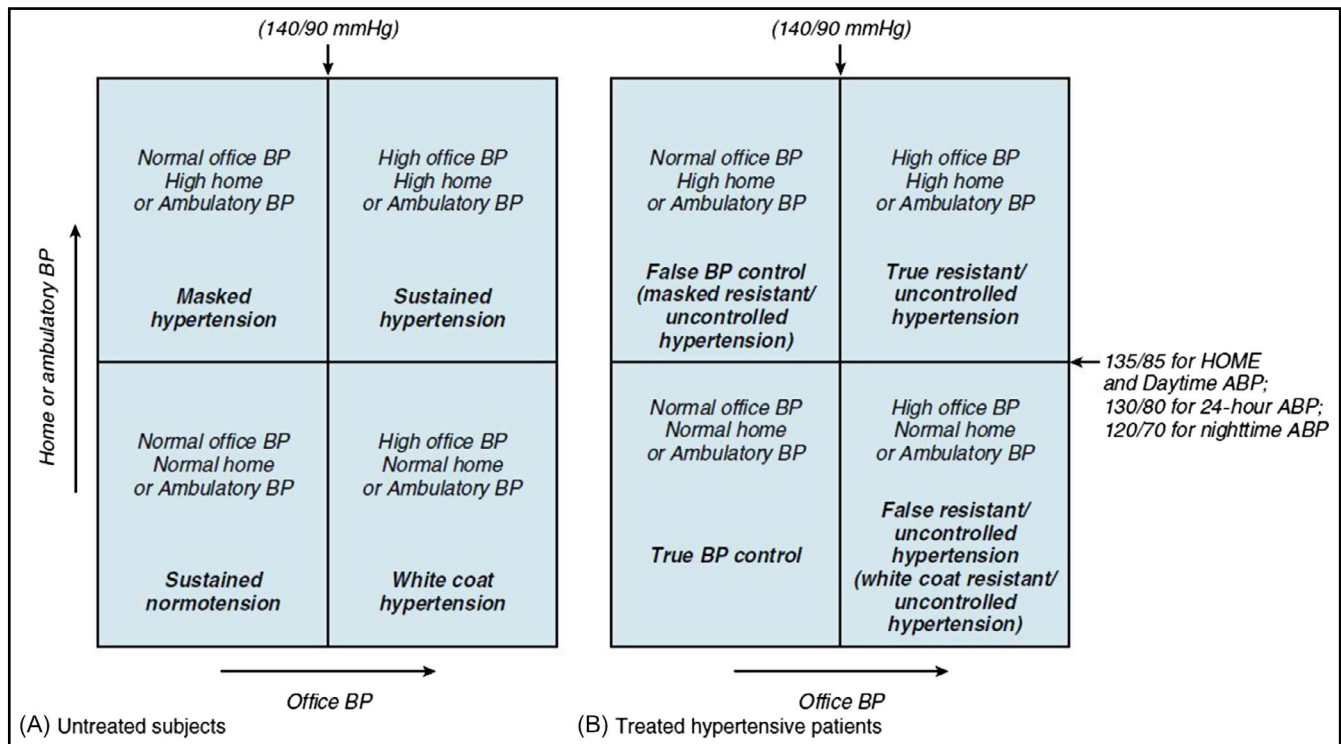 (140/90 mmHg)
Home or ambulatory BP
Normal office BP
High home
or Ambulatory BP
Masked
hypertension
High office BP
High home
or Ambulatory BP
Sustained
hypertension
Normal office BP
Normal home
or Ambulatory BP
Sustained
normotension
High office BP
Normal home
or Ambulatory BP
White coat
hypertension
Office BP
(A) Untreated subjects
(140/90 mmHg)
Normal office BP
High home
or Ambulatory BP
False BP control
(masked resistant/
uncontrolled
hypertension)
High office BP
High home
or Ambulatory BP
True resistant/
uncontrolled
hypertension
135/85 for HOME
and Daytime ABP;
130/80 for 24-hour ABP;
120/70 for nighttime ABP
Normal office BP
Normal home
or Ambulatory BP
True BP control
High office BP
Normal home
or Ambulatory BP
False resistant/
uncontrolled
hypertension
(white coat resistant/
uncontrolled
hypertension)
Office BP
(B) Treated hypertensive patients